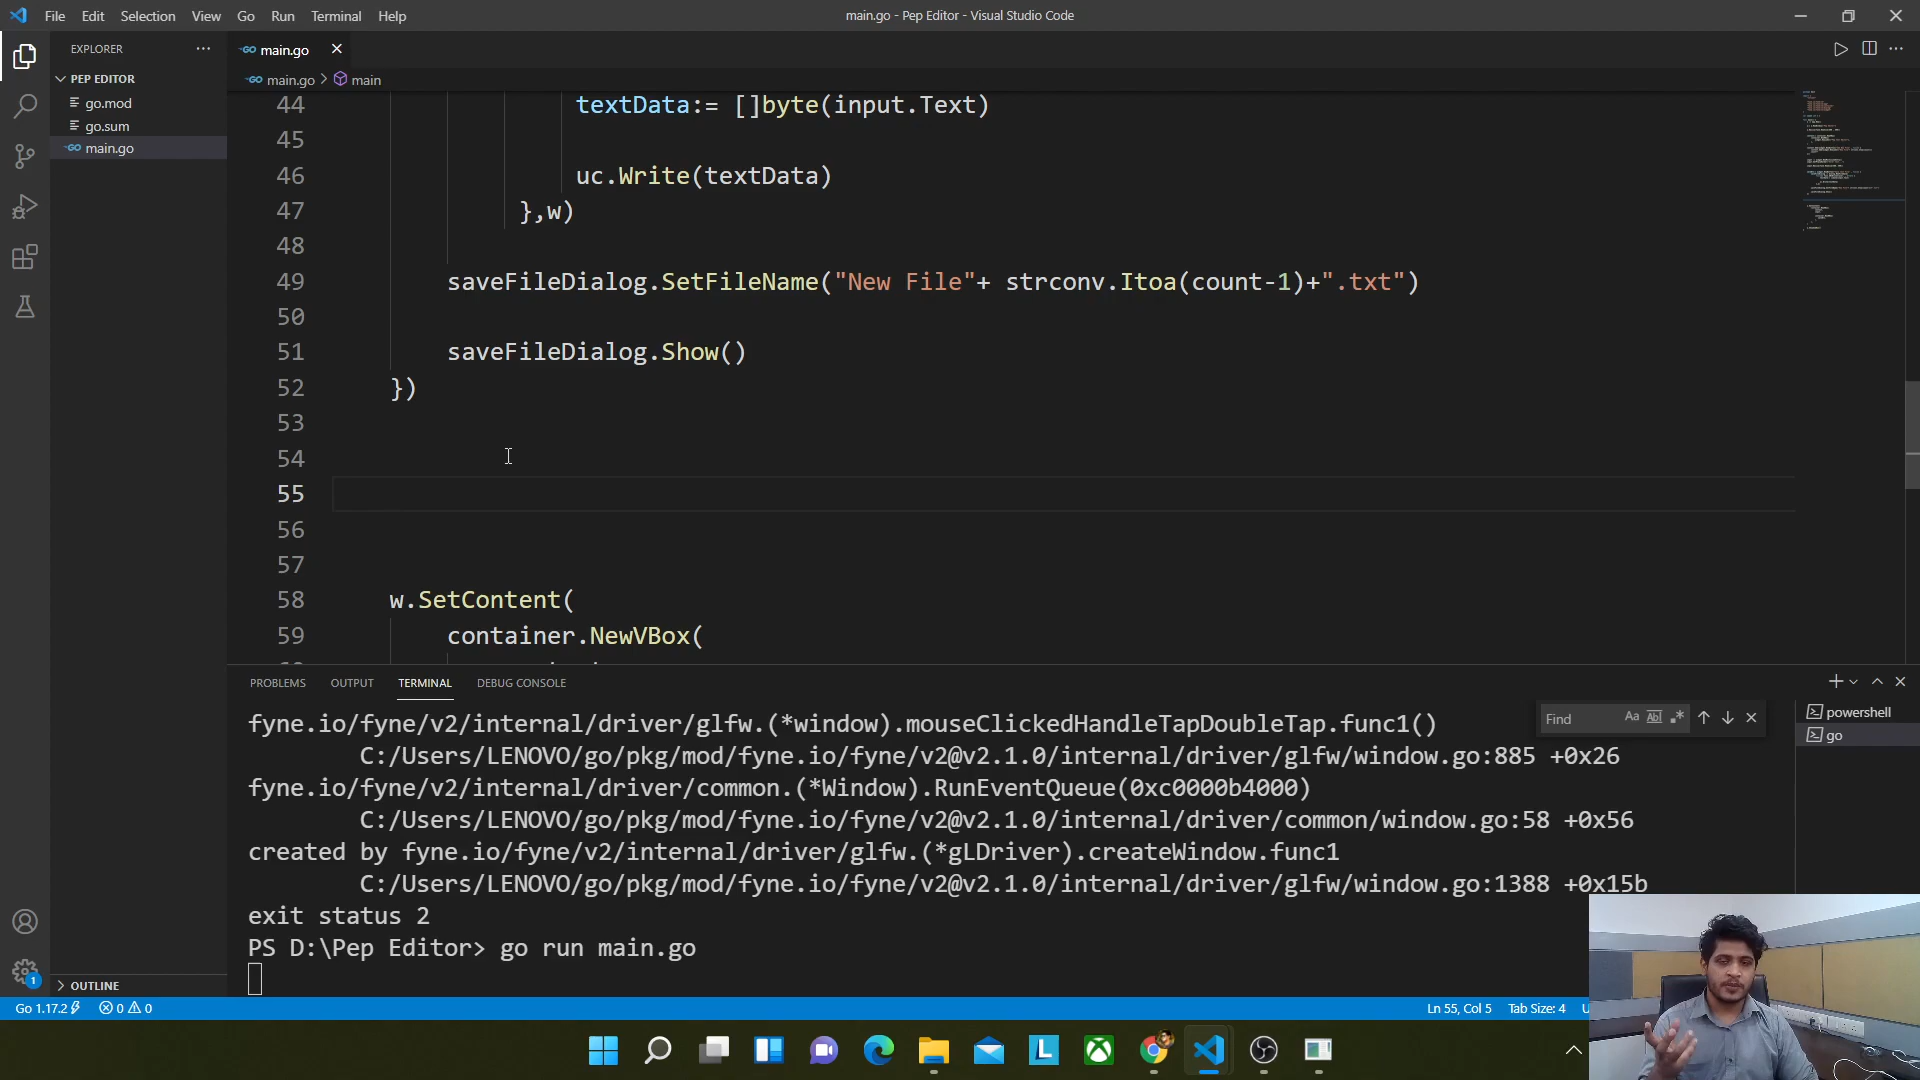 File Edit Selection View Go Run Terminal Help
main.go - Pep Editor - Visual Studio Code
EXPLORER
PEP EDITOR
go.mod
go.sum
main.go
OUTLINE
main.go
main.go > main
44 textData:= []byte(input.Text)
45
46 uc.Write(textData)
47 },w)
48
49 saveFileDialog.SetFileName("New File"+ strconv.Itoa(count-1)+".txt")
50
51 saveFileDialog.Show()
52 })
53
54
55
56
57
58 w.SetContent(
59 container.NewVBox(
PROBLEMS OUTPUT TERMINAL DEBUG CONSOLE
Find
powershell
go
fyne.io/fyne/v2/internal/driver/glfw.(*window).mouseClickedHandleTapDoubleTap.func1()
C:/Users/LENOVO/go/pkg/mod/fyne.io/fyne/v2@v2.1.0/internal/driver/glfw/window.go:885 +0x26
fyne.io/fyne/v2/internal/driver/common.(*Window).RunEventQueue(0xc0000b4000)
C:/Users/LENOVO/go/pkg/mod/fyne.io/fyne/v2@v2.1.0/internal/driver/common/window.go:58 +0x56
created by fyne.io/fyne/v2/internal/driver/glfw.(*gLDriver).createWindow.func1
C:/Users/LENOVO/go/pkg/mod/fyne.io/fyne/v2@v2.1.0/internal/driver/glfw/window.go:1388 +0x15b
exit status 2
PS D:\Pep Editor> go run main.go
Go 1.17.2 0 0
Ln 55, Col 5 Tab Size: 4